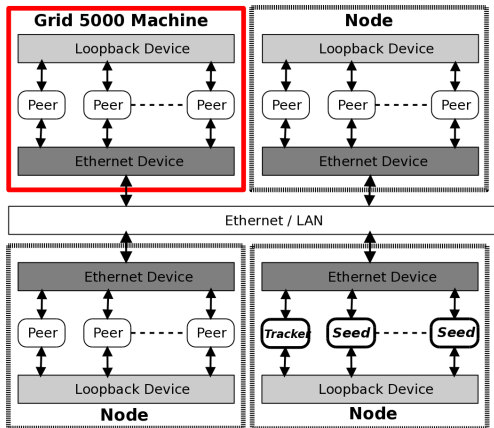 Grid 5000 Machine
Loopback Device
Peer Peer Peer
Ethernet Device
Node
Loopback Device
Peer Peer Peer
Ethernet Device
Ethernet / LAN
Ethernet Device
Peer Peer Peer
Loopback Device
Node
Ethernet Device
Tracker Seed Seed
Loopback Device
Node